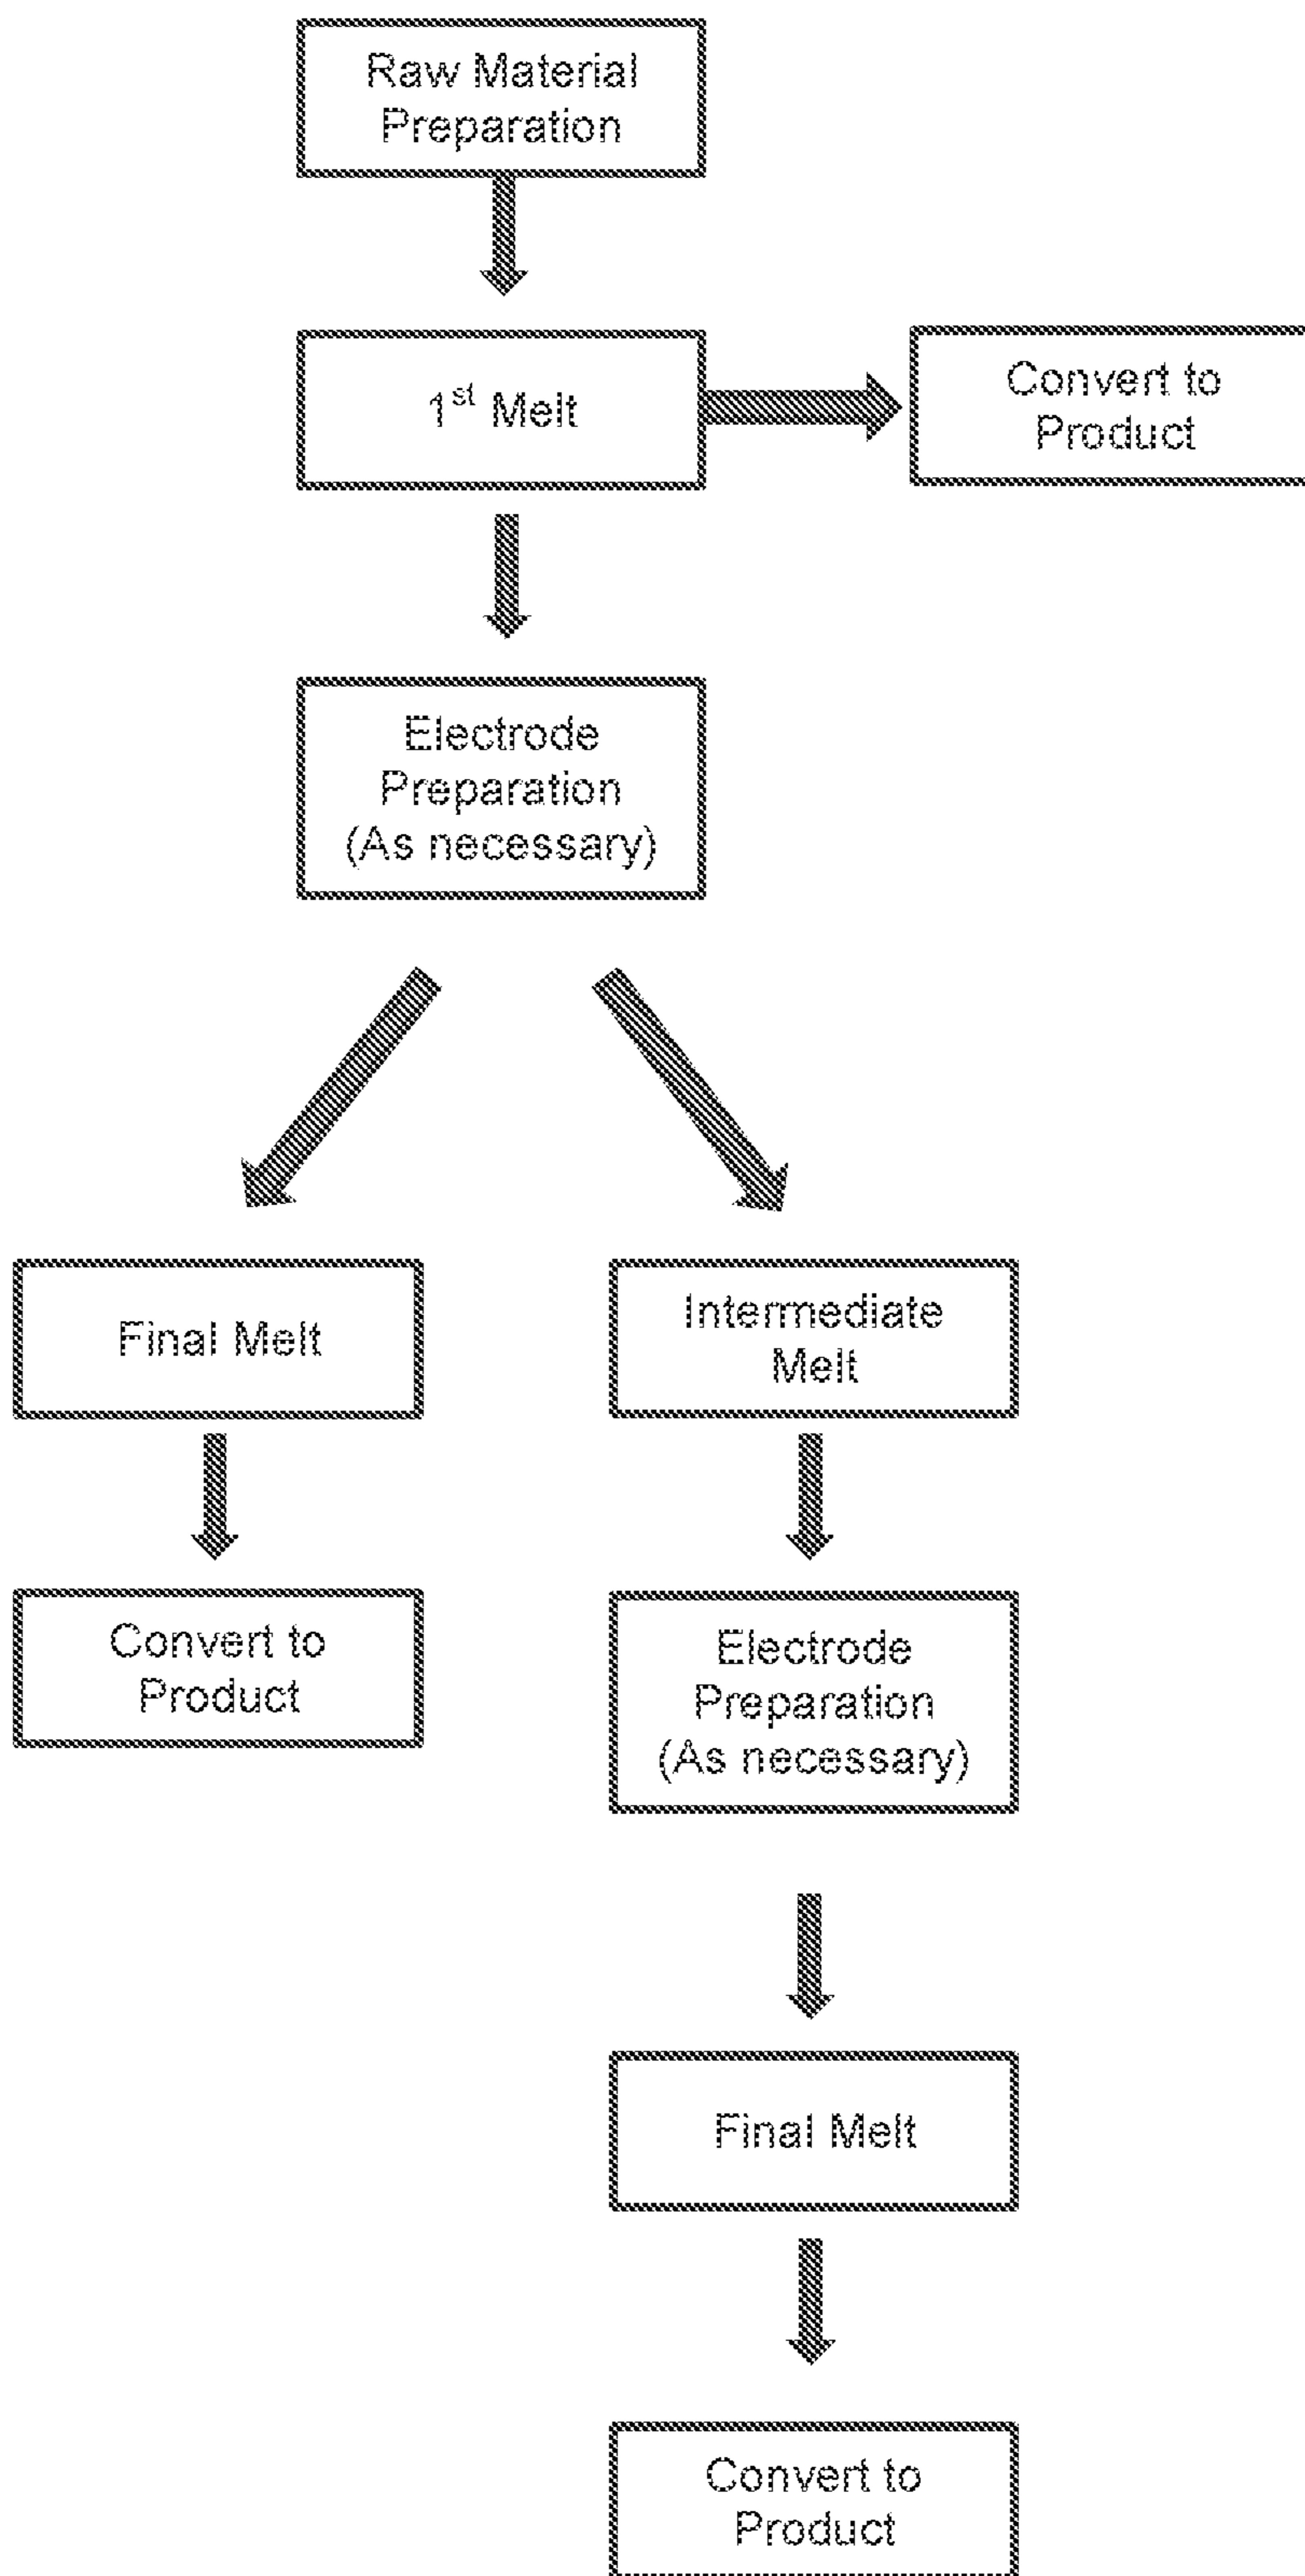 Raw Material
Preparation
1st Melt
Convert to
Product
Electrode
Preparation
(As necessary)
Final Melt
Intermediate
Melt
Convert to
Product
Electrode
Preparation
(As necessary)
Final Melt
Convert to
Product